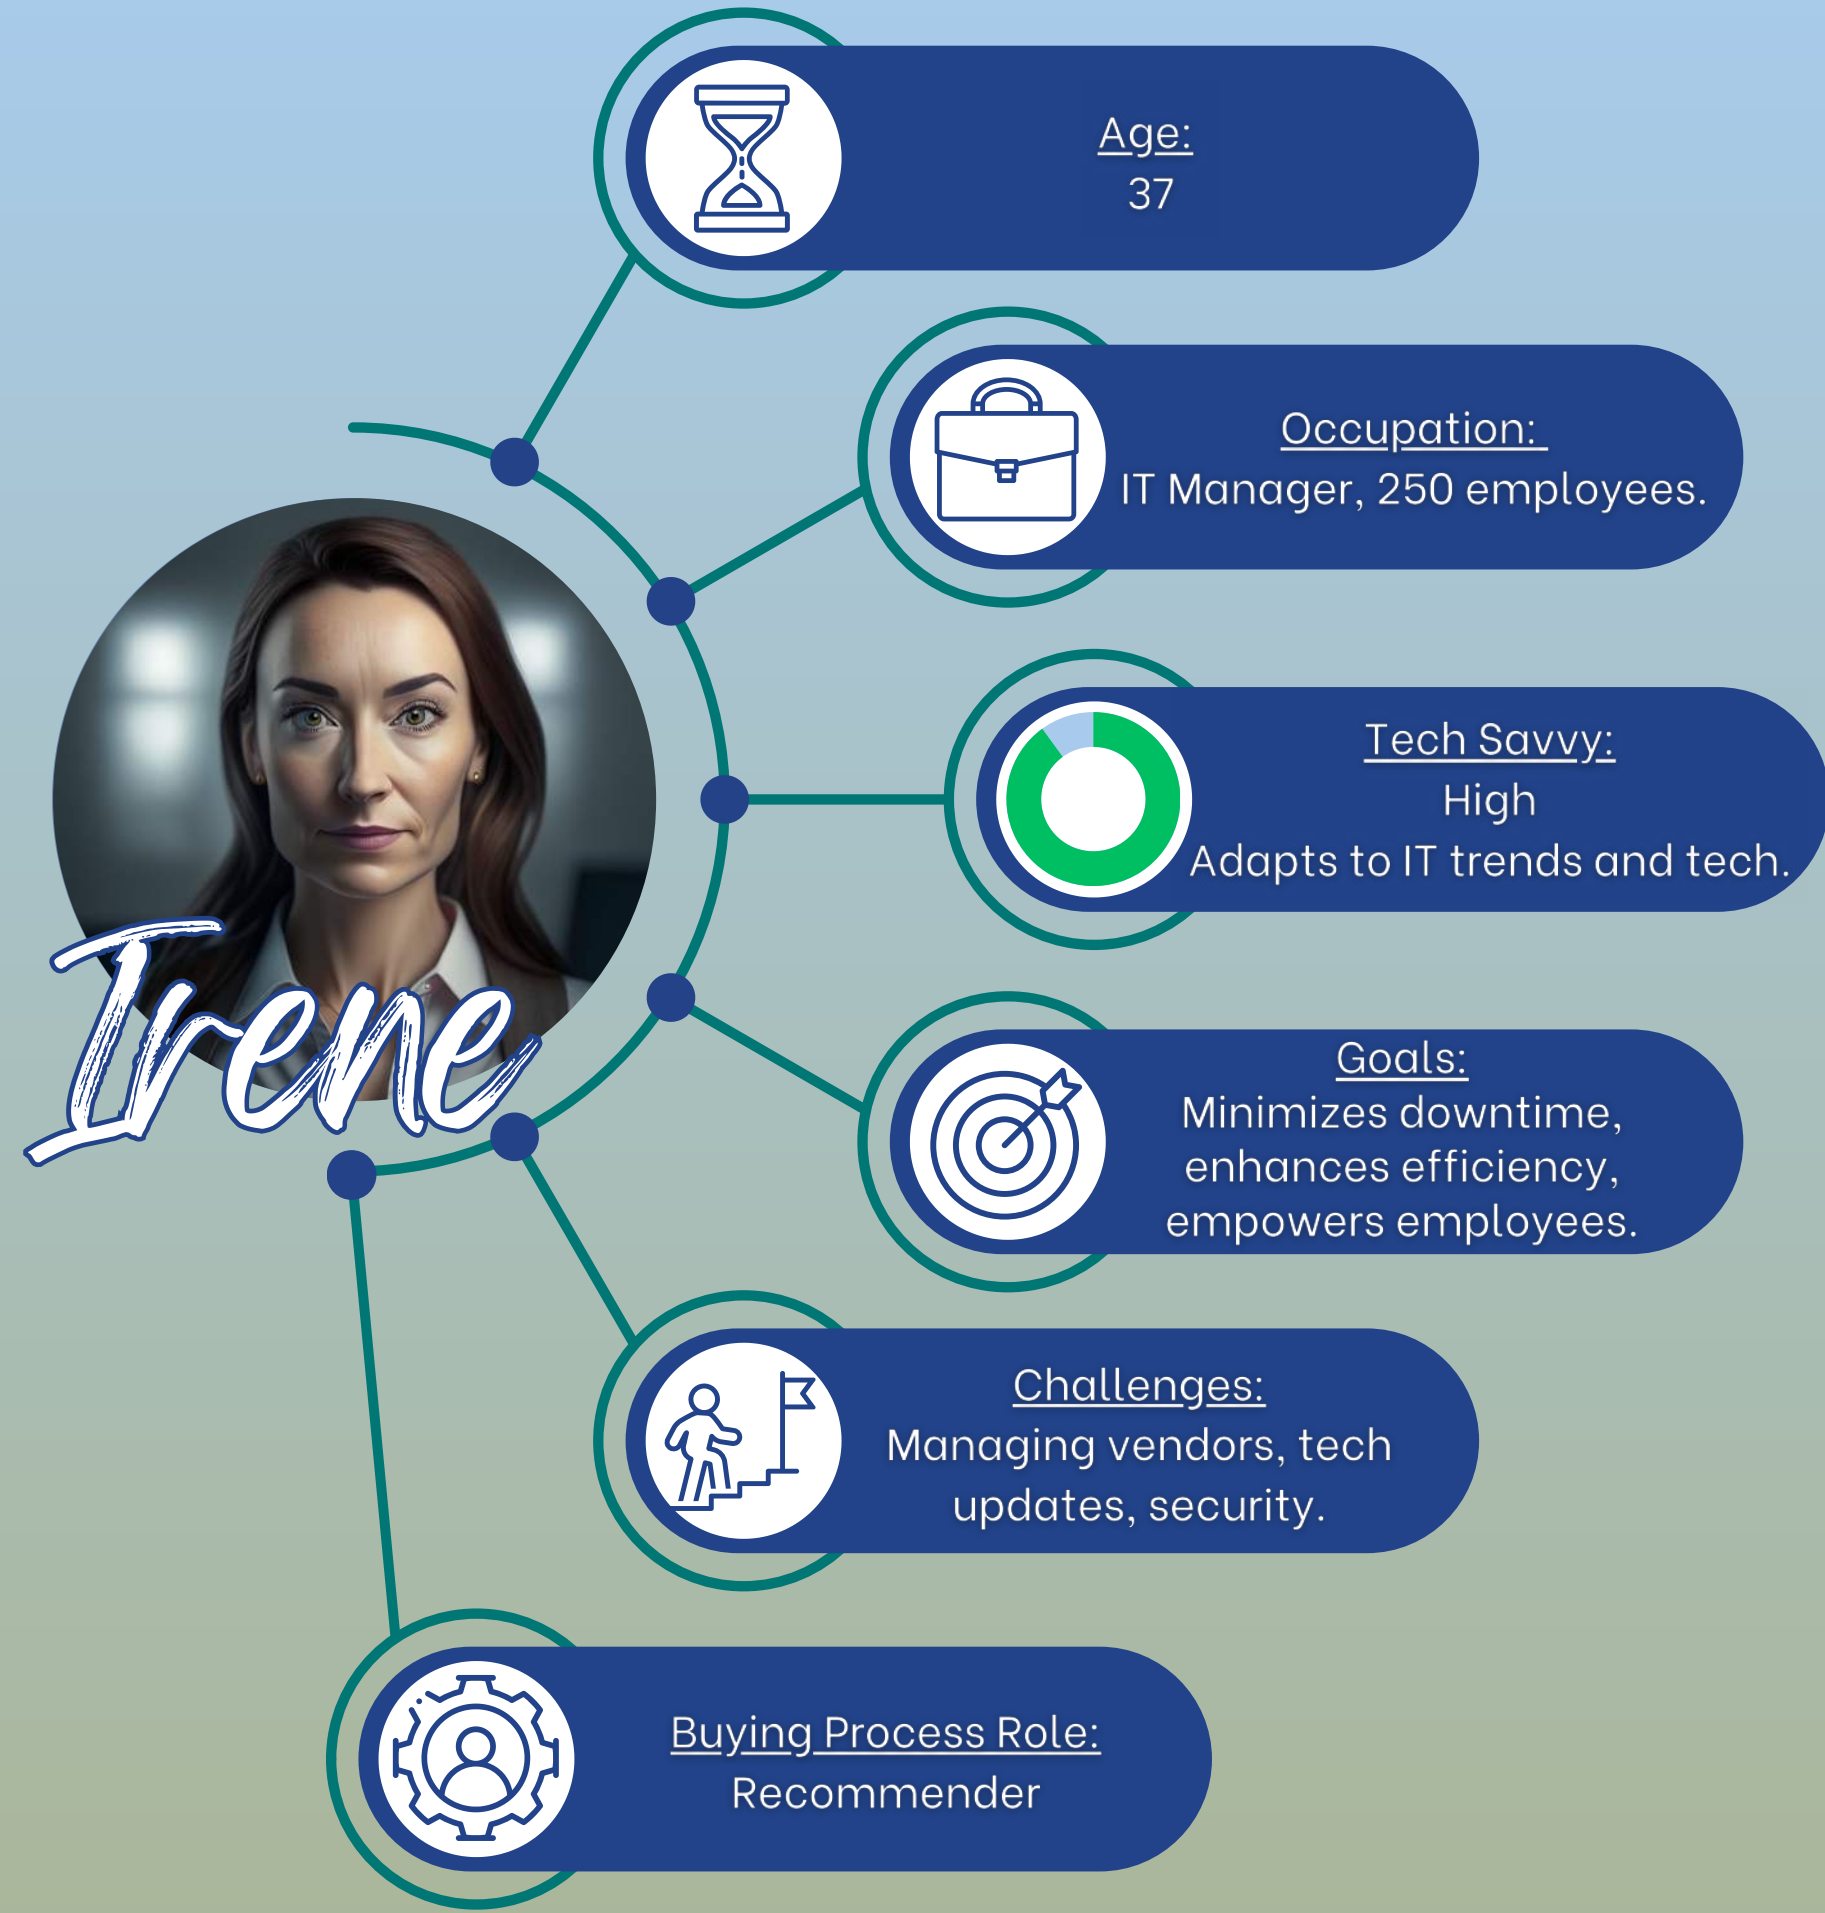 Age:
37
Occupation:
IT Manager, 250 employees.
Tech Savvy:
High
Adapts to IT trends and tech.
Irene
Goals:
Minimizes downtime,
enhances efficiency,
empowers employees.
Challenges:
Managing vendors, tech
updates, security.
Buying Process Role:
Recommender